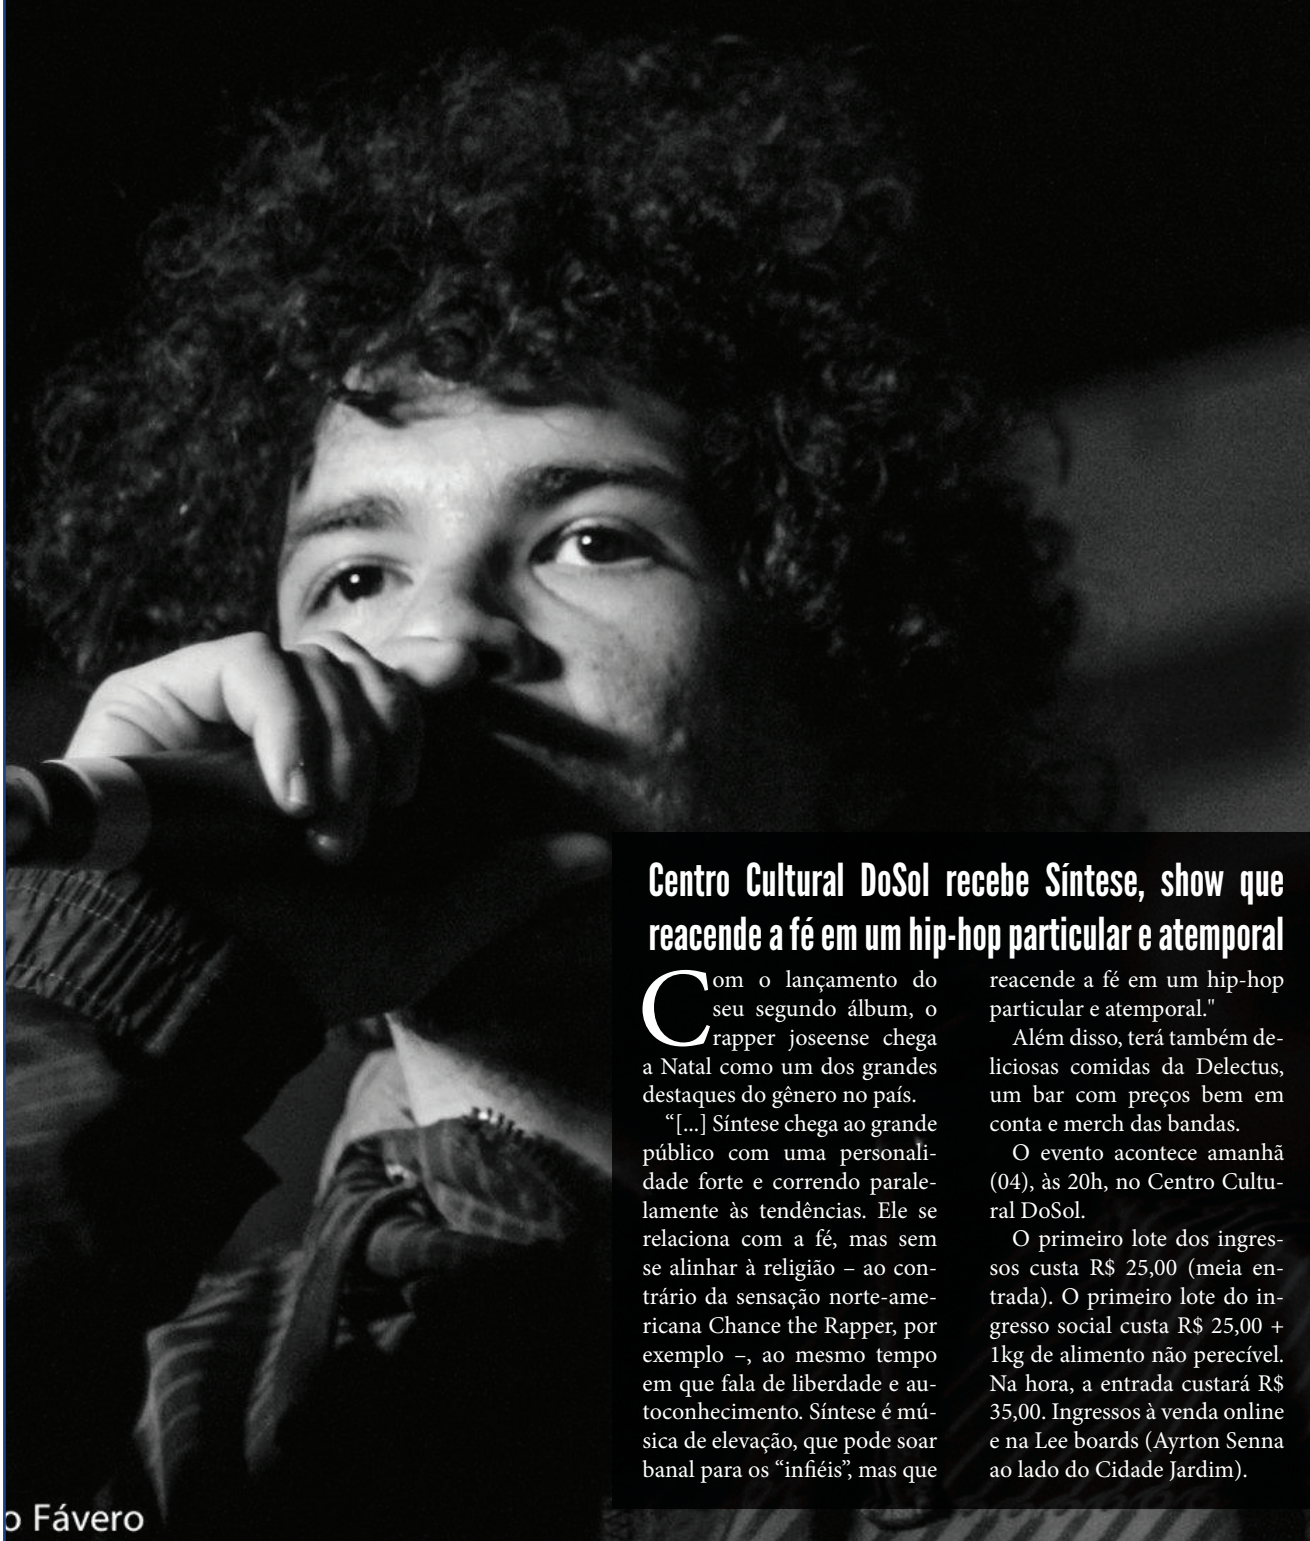 Centro Cultural DoSol recebe Síntese, show que
reacende a fé em um hip-hop particular e atemporal
Com o lançamento do
seu segundo álbum, o
rapper joseense chega
a Natal como um dos grandes
destaques do gênero no país.
“[...] Síntese chega ao grande
público com uma personali-
dade forte e correndo parale-
lamente às tendências. Ele se
relaciona com a fé, mas sem
se alinhar à religião – ao con-
trário da sensação norte-ame-
ricana Chance the Rapper, por
exemplo –, ao mesmo tempo
em que fala de liberdade e au-
toconhecimento. Síntese é mú-
sica de elevação, que pode soar
banal para os “infiéis”, mas que
reacende a fé em um hip-hop
particular e atemporal."
Além disso, terá também de-
liciosas comidas da Delectus,
um bar com preços bem em
conta e merch das bandas.
O evento acontece amanhã
(04), às 20h, no Centro Cultu-
ral DoSol.
O primeiro lote dos ingres-
sos custa R$ 25,00 (meia en-
trada). O primeiro lote do in-
gresso social custa R$ 25,00 +
1kg de alimento não perecível.
Na hora, a entrada custará R$
35,00. Ingressos à venda online
e na Lee boards (Ayrton Senna
ao lado do Cidade Jardim).
o Fávero